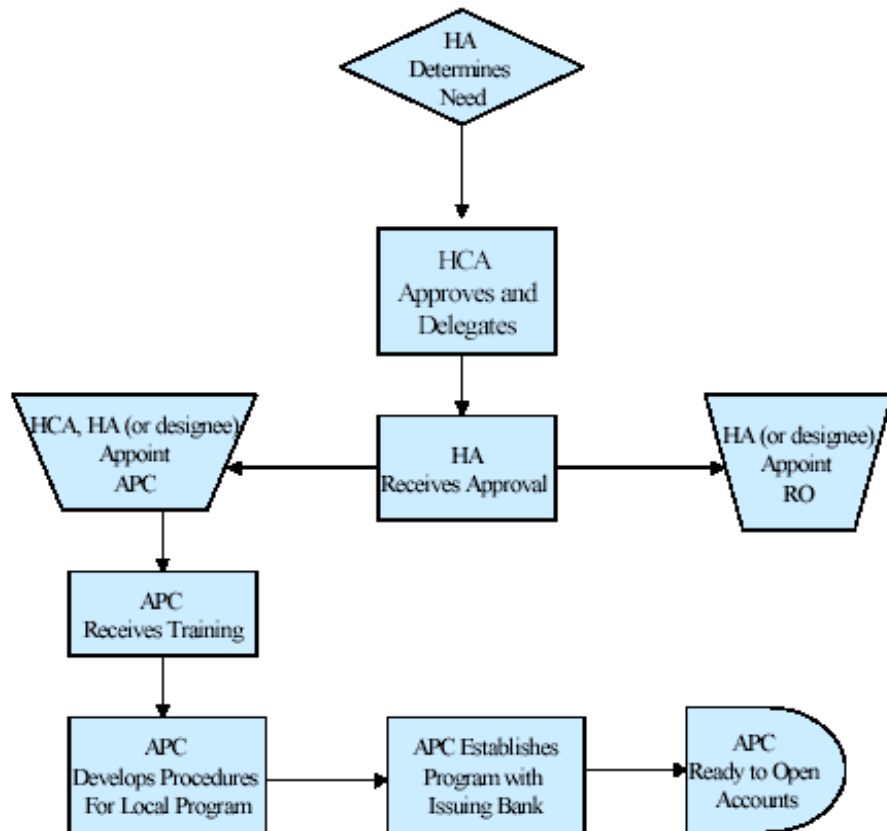 HA
Determines
Need
HCA
Approves and
Delegates
HCA, HA (or designee)
Appoint
APC
HA
Receives Approval
HA (or designee)
Appoint
RO
APC
Receives Training
APC
Develops Procedures
For Local Program
APC Establishes
Program with
Issuing Bank
APC
Ready to Open
Accounts